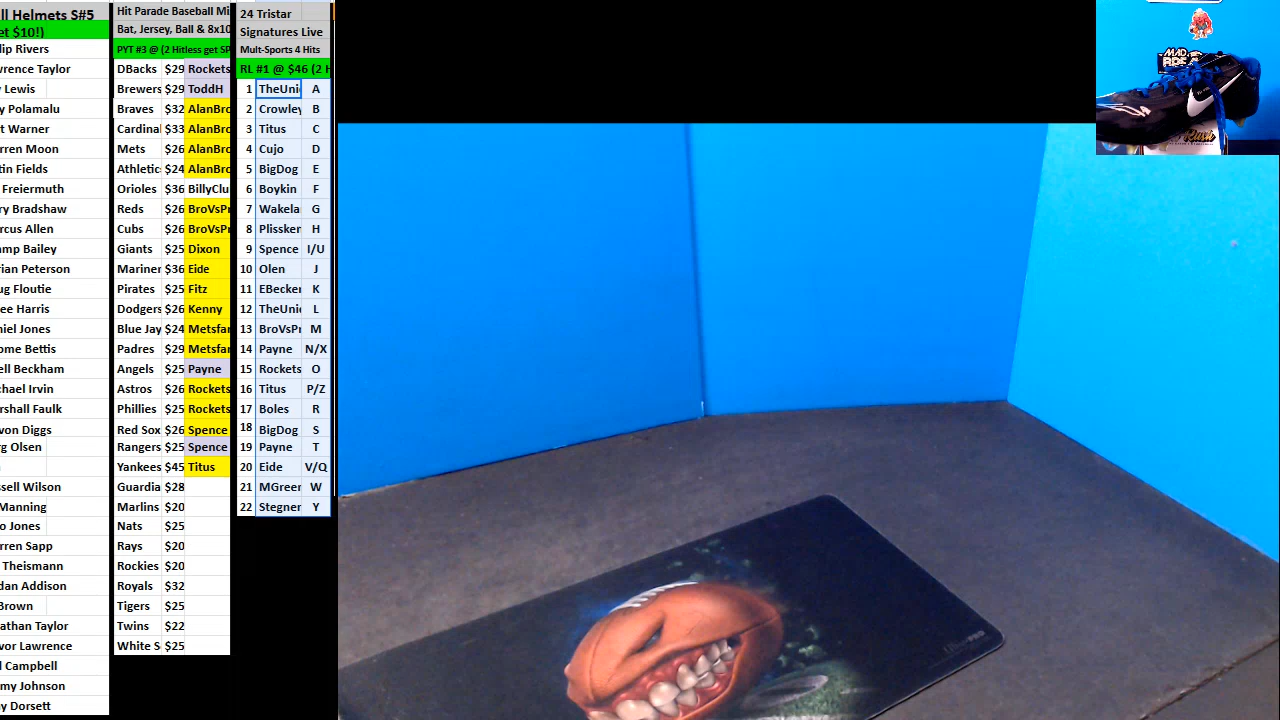 ll Helmets S#5
et $10!)
lip Rivers
wrence Taylor
y Lewis
y Polamalu
t Warner
rren Moon
tin Fields
Freiermuth
ry Bradshaw
rcus Allen
amp Bailey
rian Peterson
ug Floutie
ee Harris
niel Jones
ome Bettis
ell Beckham
chael Irvin
rshall Faulk
von Diggs
rg Olsen
ssell Wilson
Manning
o Jones
rren Sapp
Theismann
dan Addison
Brown
athan Taylor
vor Lawrence
l Campbell
my Johnson
y Dorsett
Hit Parade Baseball Mi
Bat, Jersey, Ball & 8x10
PYT #3 @ (2 Hitless get SP
DBacks $29 Rockets
Brewers $29 ToddH
Braves $32 AlanBro
Cardinal $33 AlanBro
Mets $26 AlanBro
Athletic $24 AlanBro
Orioles $36 BillyClu
Reds $26 BroVsPr
Cubs $26 BroVsPr
Giants $25 Dixon
Mariner $36 Eide
Pirates $25 Fitz
Dodgers $26 Kenny
Blue Jay $24 Metsfan
Padres $29 Metsfan
Angels $25 Payne
Astros $26 Rockets
Phillies $25 Rockets
Red Sox $26 Spence
Rangers $25 Spence
Yankees $45 Titus
Guardia $28
Marlins $20
Nats $25
Rays $20
Rockies $20
Royals $32
Tigers $25
Twins $22
White S $25
24 Tristar
Signatures Live
Mult-Sports 4 Hits
RL #1 @ $46 (2 H
1 TheUnic A
2 Crowley B
3 Titus C
4 Cujo D
5 BigDog E
6 Boykin F
7 Wakela G
8 Plissken H
9 Spence I/U
10 Olen J
11 EBecker K
12 TheUnic L
13 BroVsPr M
14 Payne N/X
15 Rockets O
16 Titus P/Z
17 Boles R
18 BigDog S
19 Payne T
20 Eide V/Q
21 MGreer W
22 Stegner Y
MAD